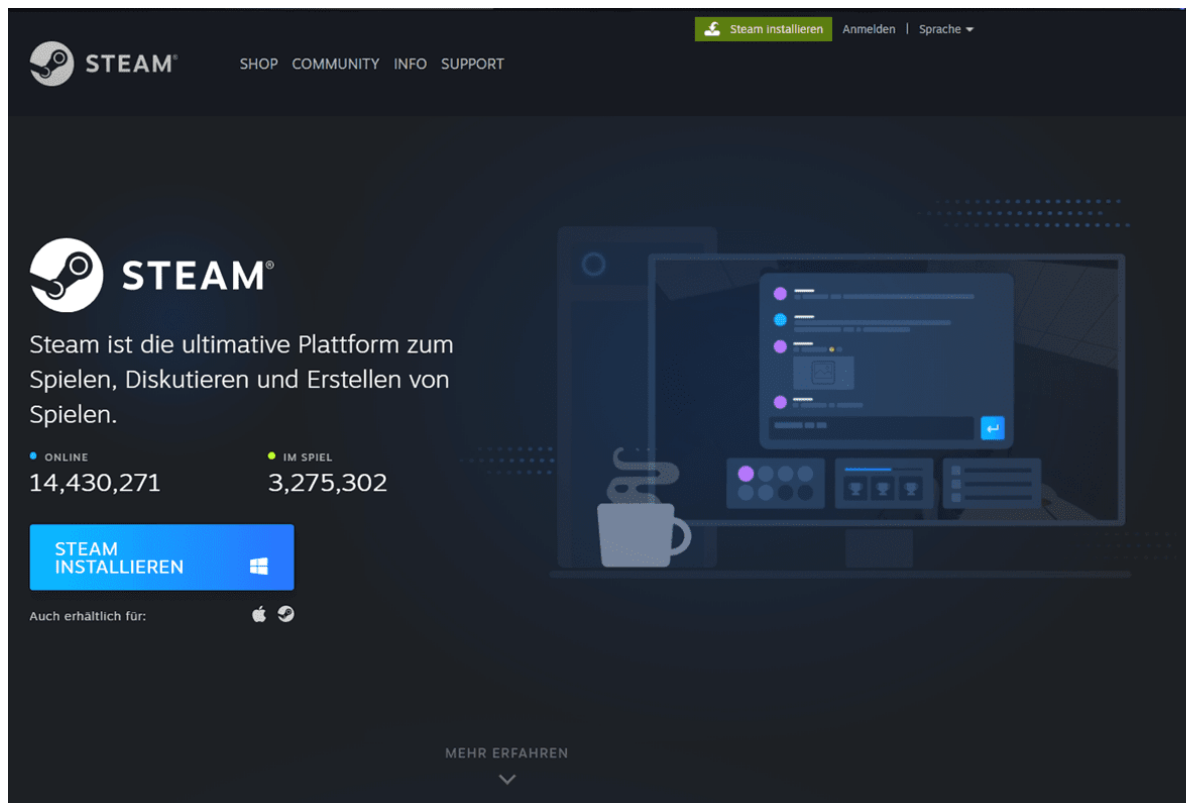 Steam installieren Anmelden | Sprache
STEAM®
SHOP COMMUNITY INFO SUPPORT
STEAM®
Steam ist die ultimative Plattform zum
Spielen, Diskutieren und Erstellen von
Spielen.
ONLINE
14,430,271
IM SPIEL
3,275,302
STEAM
INSTALLIEREN
Auch erhältlich für:
MEHR ERFAHREN